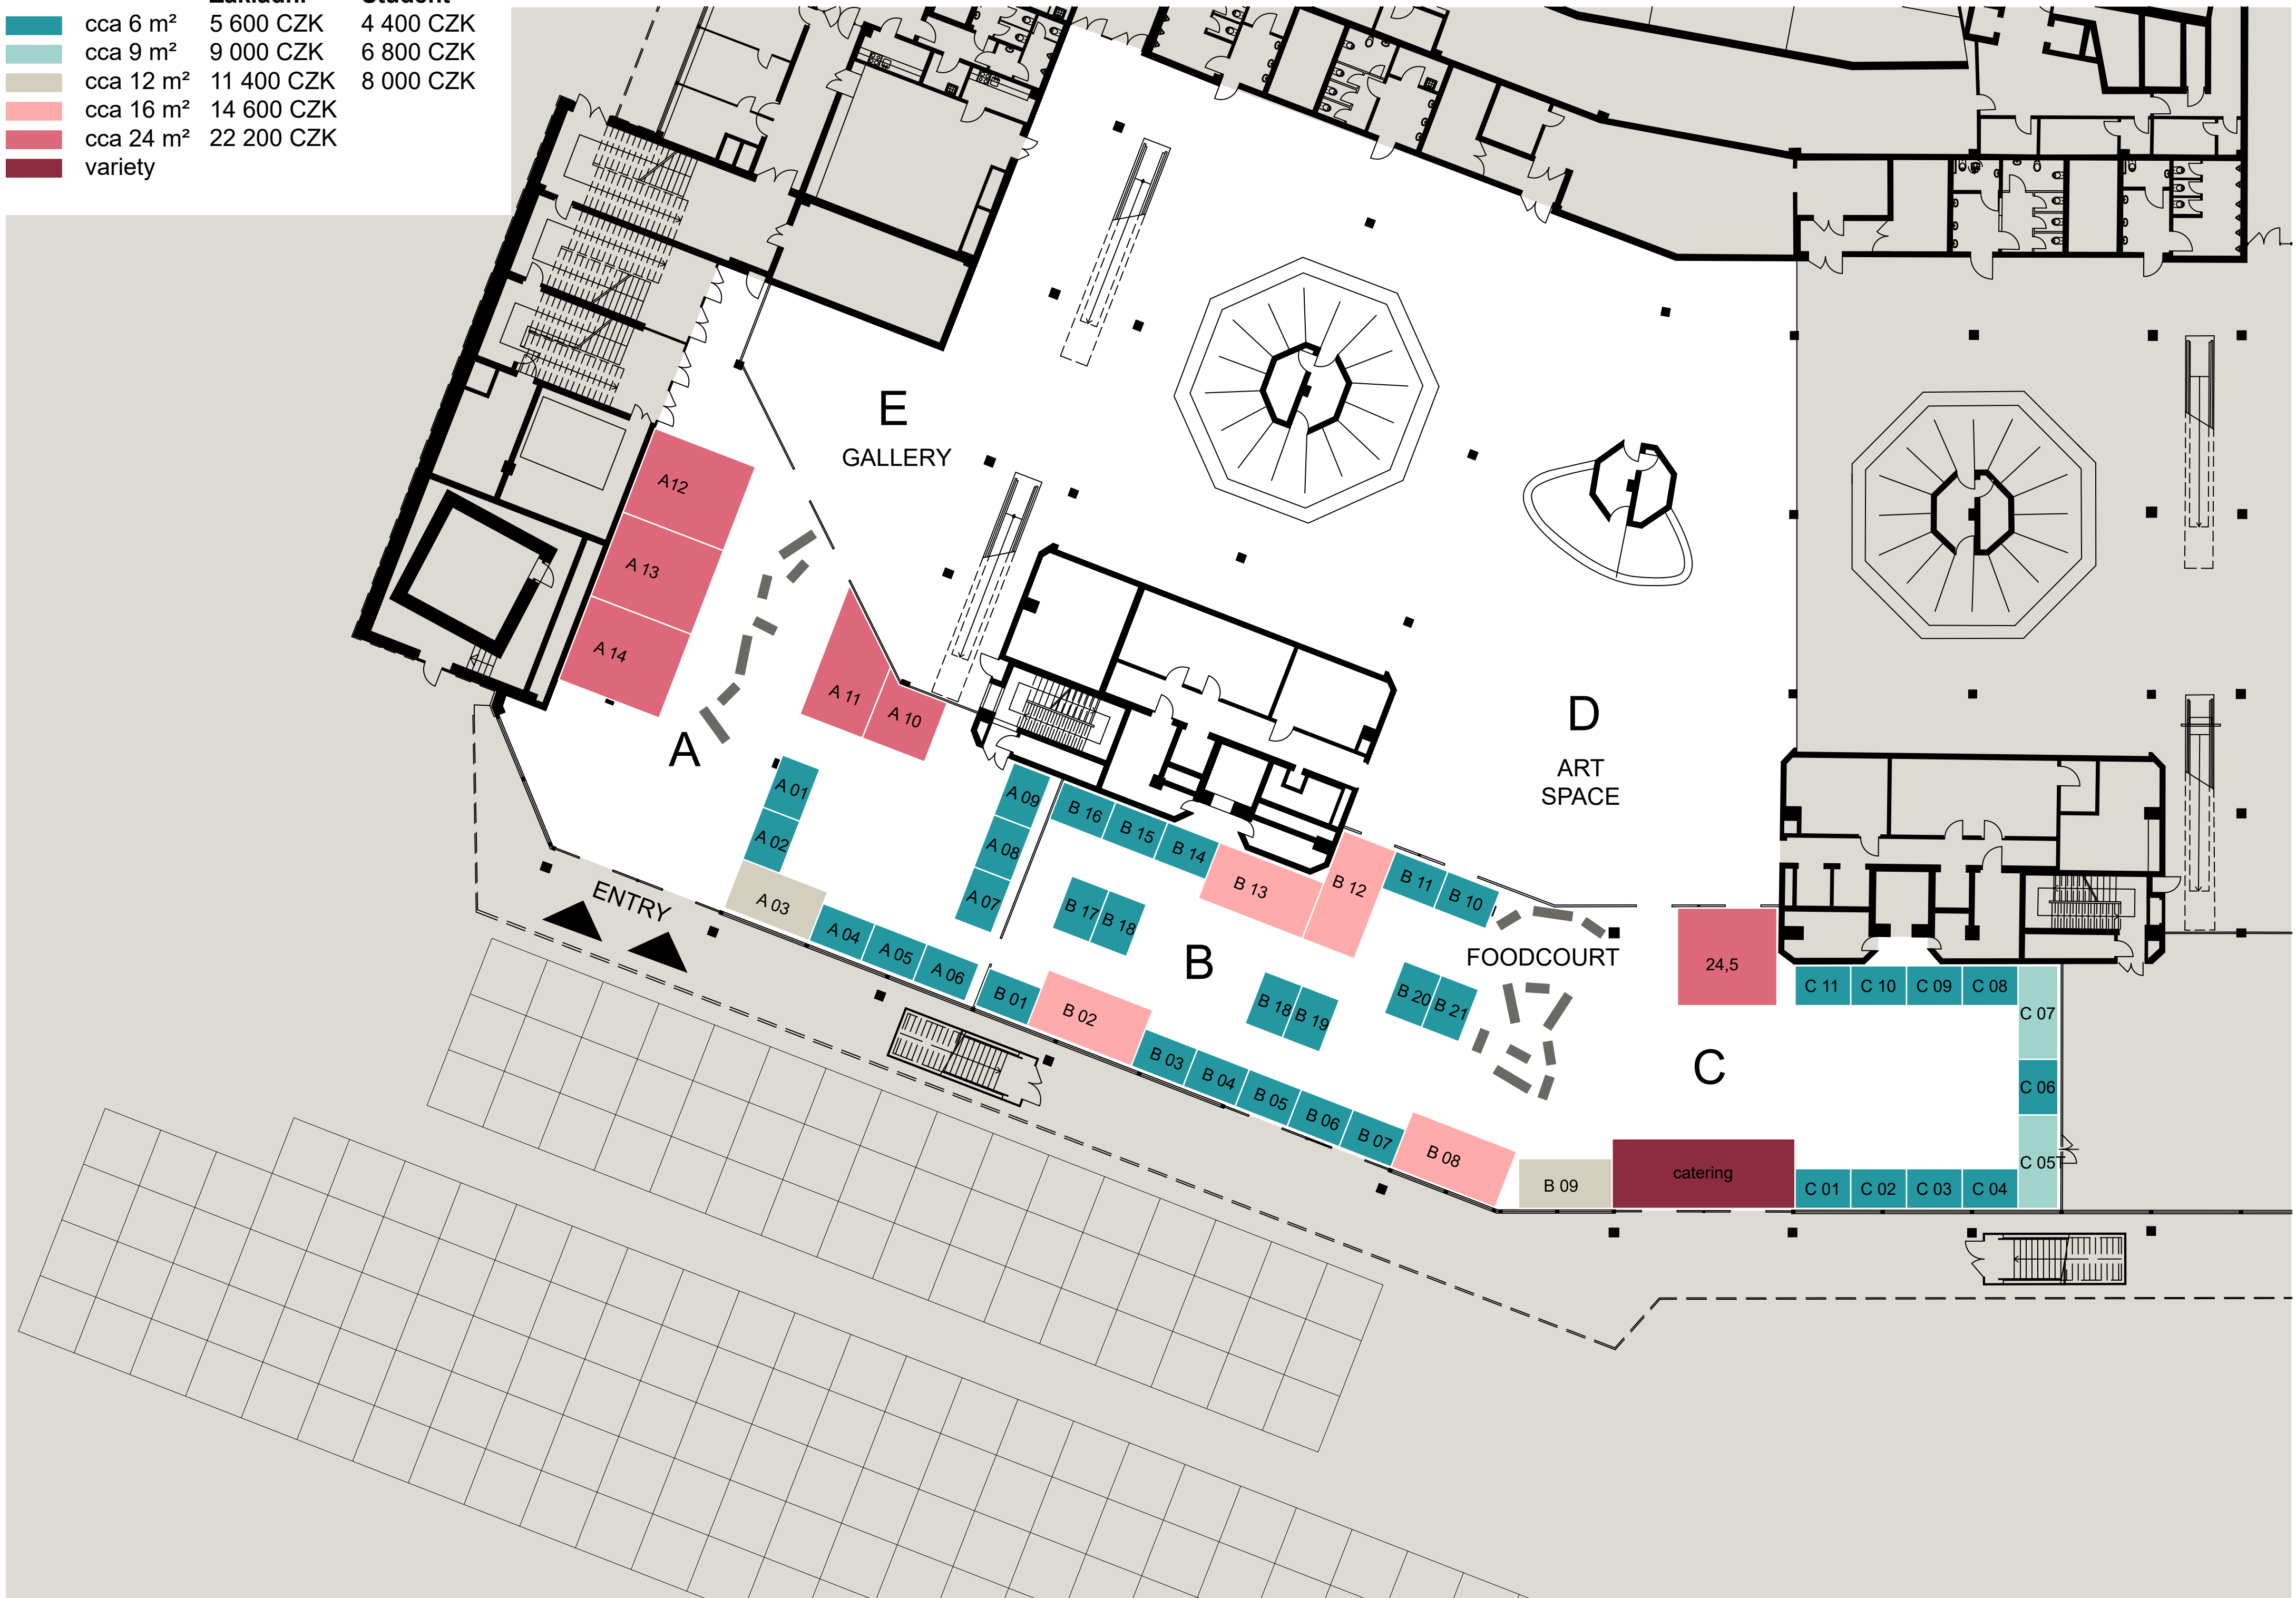 Základní Student
cca 6 m² 5 600 CZK 4 400 CZK
cca 9 m² 9 000 CZK 6 800 CZK
cca 12 m² 11 400 CZK 8 000 CZK
cca 16 m² 14 600 CZK
cca 24 m² 22 200 CZK
variety
E
GALLERY
A12
A 13
A 14
A 11
A 10
A
D
ART
SPACE
A 01
A 02
A 03
A 04
A 05
A 06
A 07
A 08
A 09
ENTRY
B 16
B 15
B 14
B 13
B 12
B 11
B 10
B 17
B 18
B
FOODCOURT
24,5
B 01
B 02
B 18
B 19
B 20
B 21
B 03
B 04
B 05
B 06
B 07
B 08
B 09
catering
C
C 11
C 10
C 09
C 08
C 07
C 06
C 05T
C 01
C 02
C 03
C 04